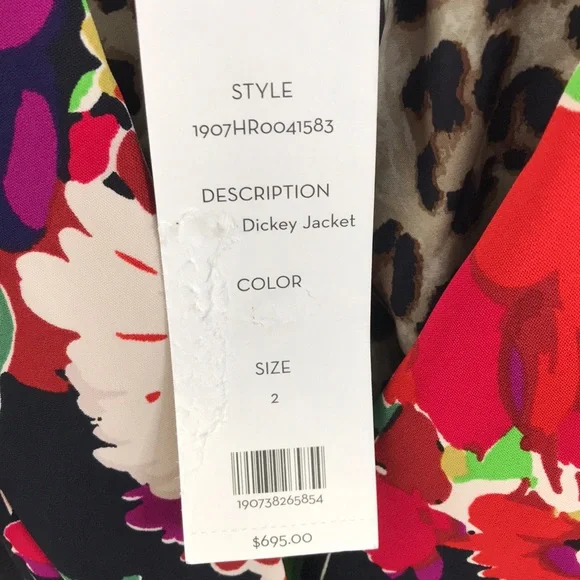 STYLE
1907HR0041583
DESCRIPTION
Dickey Jacket
COLOR
SIZE
2
190738265854
$695.00